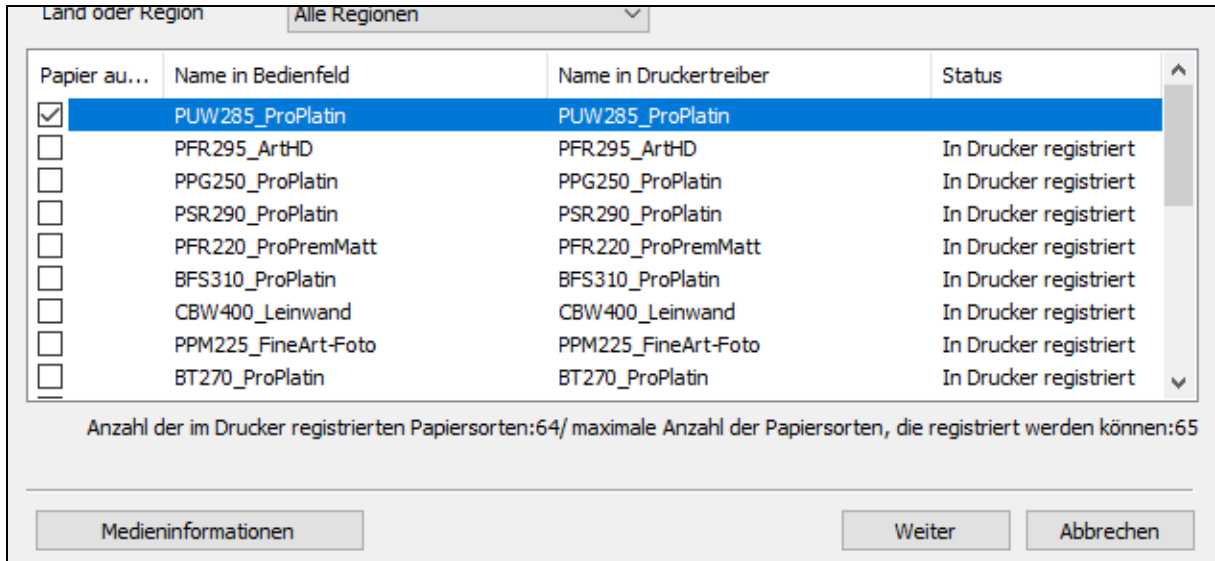 Land oder Region Alle Regionen
Papier au... Name in Bedienfeld Name in Druckertreiber Status
PUW285_ProPlatin PUW285_ProPlatin
PFR295_ArtHD PFR295_ArtHD In Drucker registriert
PPG250_ProPlatin PPG250_ProPlatin In Drucker registriert
PSR290_ProPlatin PSR290_ProPlatin In Drucker registriert
PFR220_ProPremMatt PFR220_ProPremMatt In Drucker registriert
BFS310_ProPlatin BFS310_ProPlatin In Drucker registriert
CBW400_Leinwand CBW400_Leinwand In Drucker registriert
PPM225_FineArt-Foto PPM225_FineArt-Foto In Drucker registriert
BT270_ProPlatin BT270_ProPlatin In Drucker registriert
Anzahl der im Drucker registrierten Papiersorten:64/ maximale Anzahl der Papiersorten, die registriert werden können:65
Medieninformationen Weiter Abbrechen